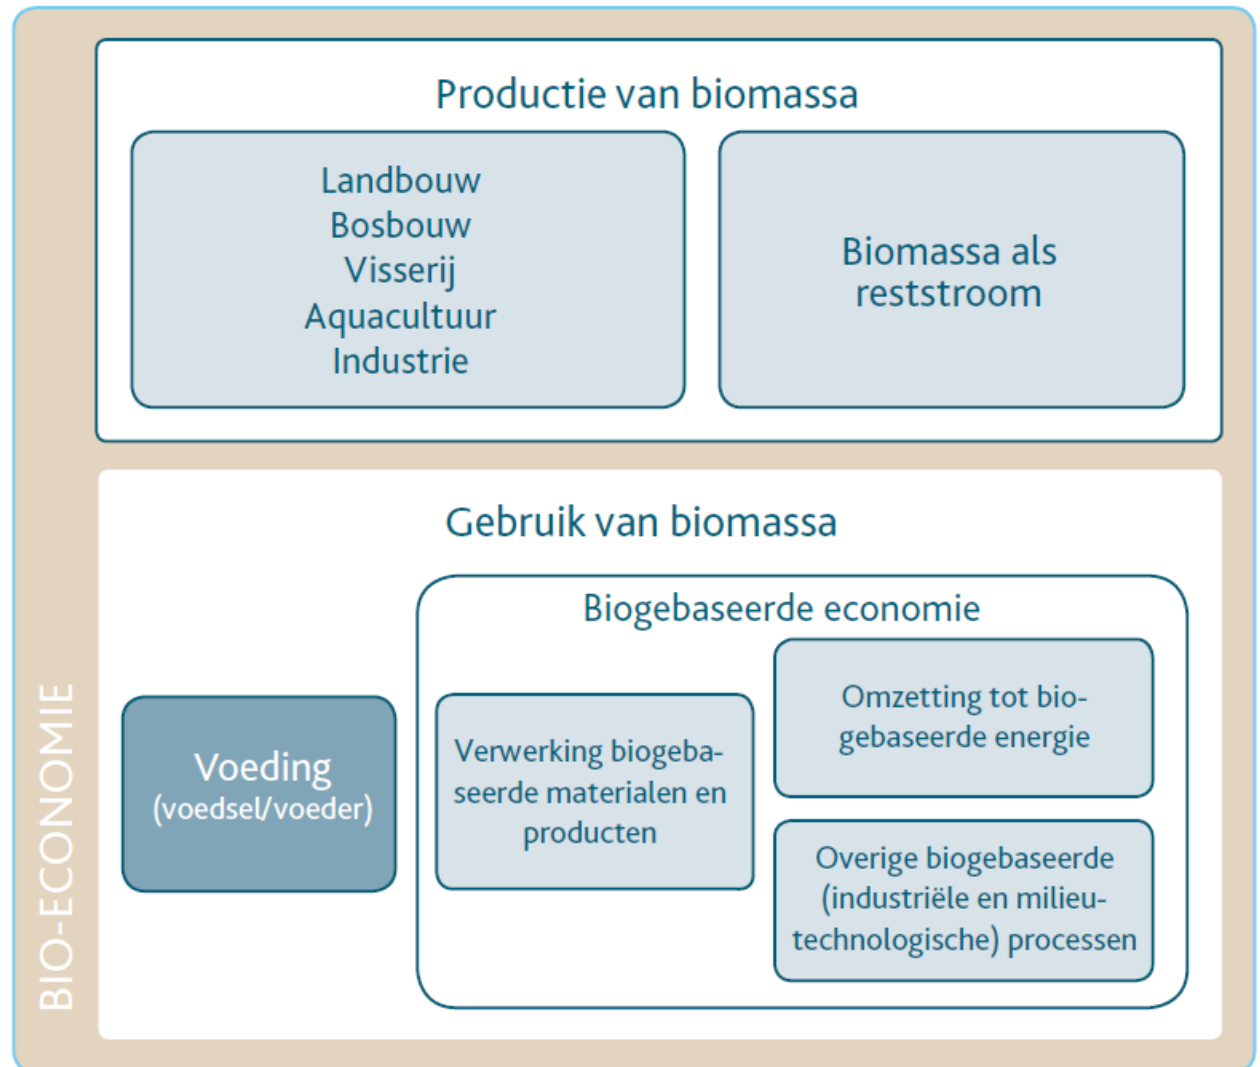 Productie van biomassa
Landbouw
Bosbouw
Visserij
Aquacultuur
Industrie
Biomassa als
reststroom
Gebruik van biomassa
Biogebaseerde economie
Voeding
(voedsel/voeder)
Verwerking biogeba-
seerde materialen en
producten
Omzetting tot bio-
gebaseerde energie
Overige biogebaseerde
(industriële en milieu-
technologische) processen
BIO-ECONOMIE